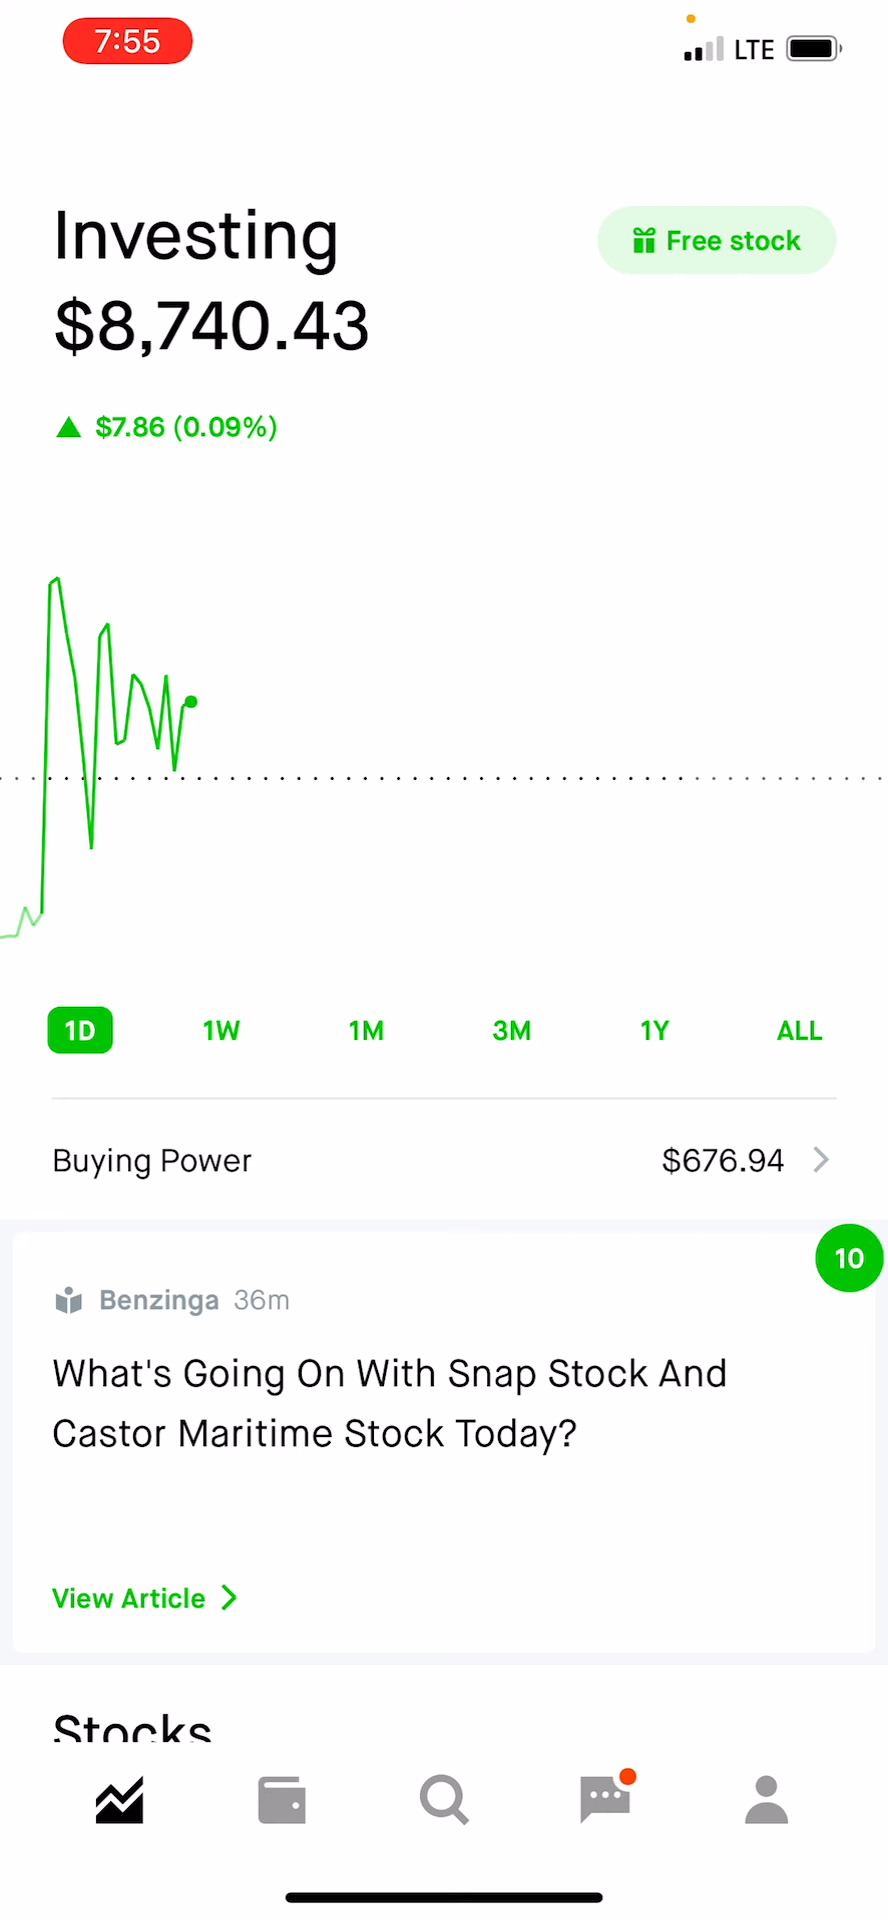 7:55
LTE
Investing
Free stock
$8,740.43
$7.86 (0.09%)
1D 1W 1M 3M 1Y ALL
Buying Power $676.94
10
Benzinga 36m
What's Going On With Snap Stock And
Castor Maritime Stock Today?
View Article
Stocks